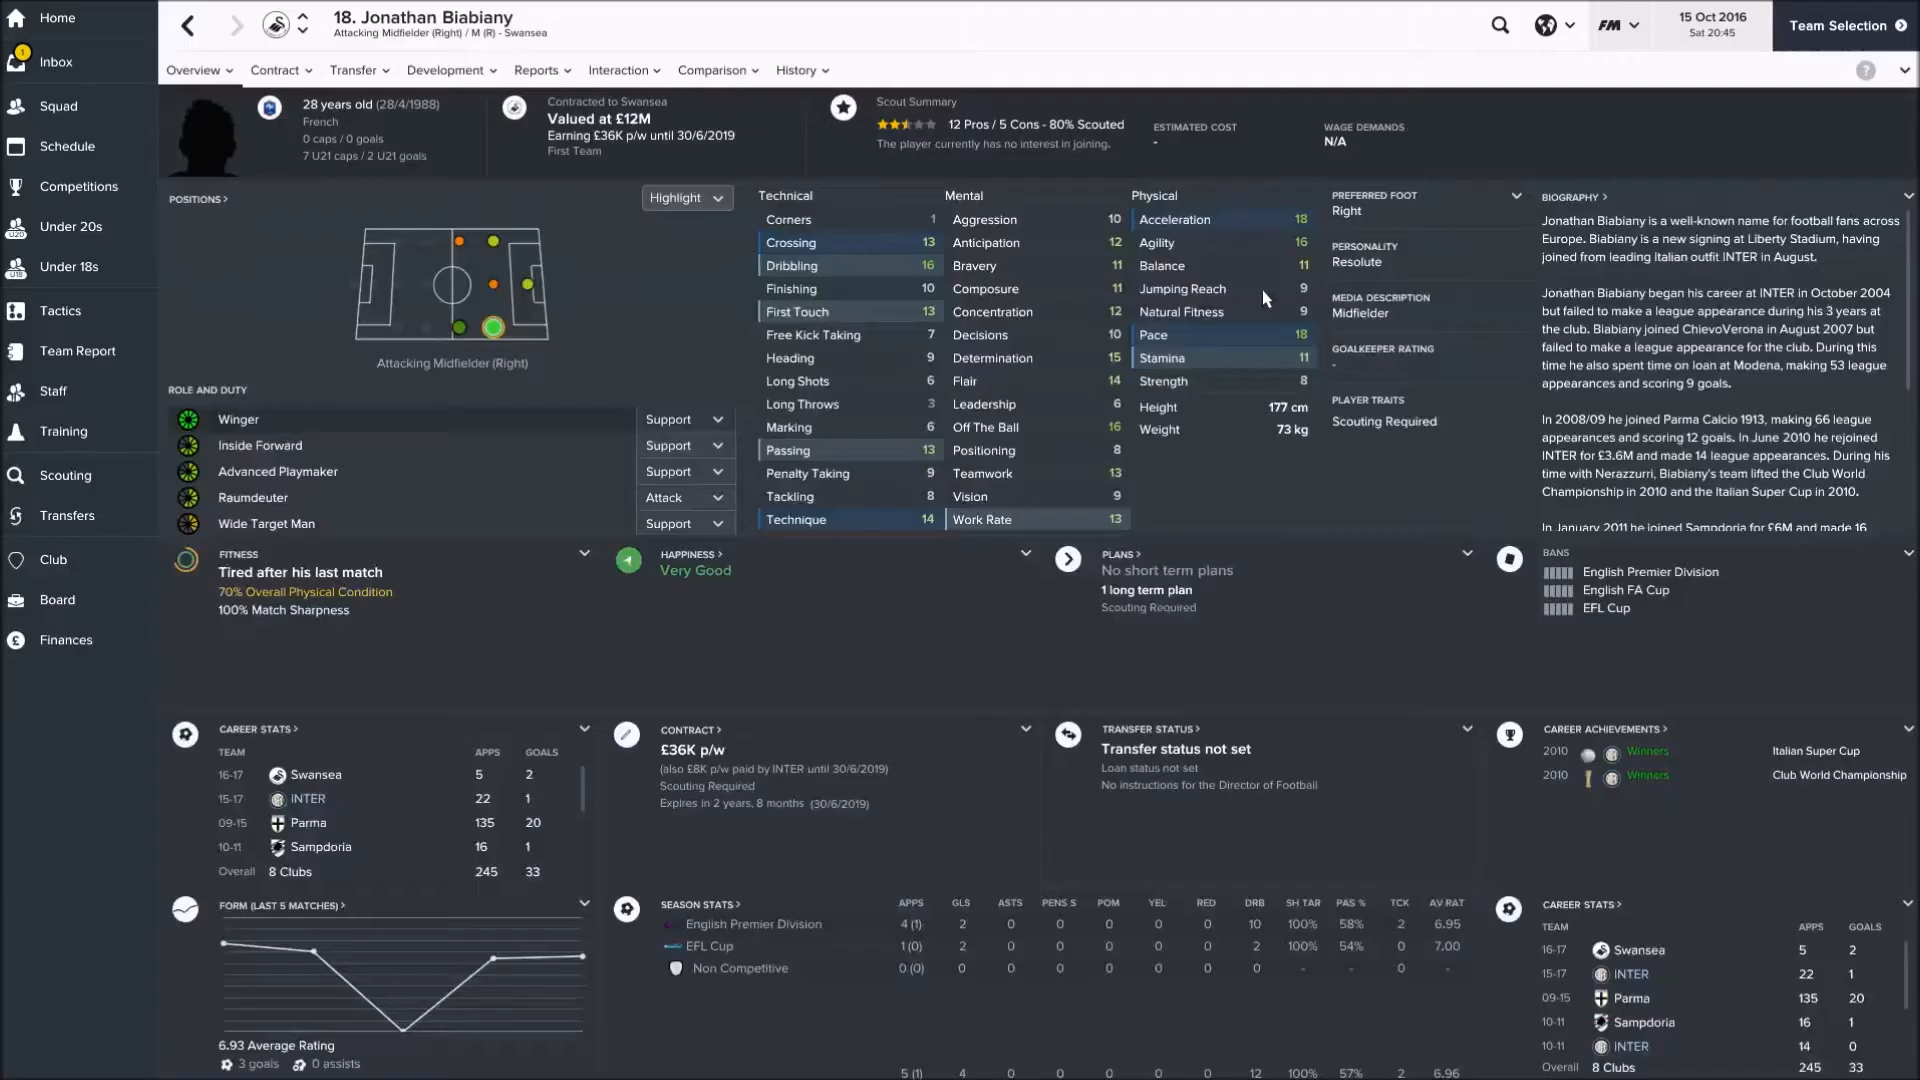 Home
1
Inbox
Squad
Schedule
Competitions
U20
Under 20s
U18
Under 18s
Tactics
Team Report
Staff
Training
Scouting
Transfers
Club
Board
Finances
18. Jonathan Biabiany
Attacking Midfielder (Right) / M (R) - Swansea
FM
15 Oct 2016
Sat 20:45
Team Selection
Overview
Contract
Transfer
Development
Reports
Interaction
Comparison
History
?
28 years old (28/4/1988)
French
0 caps / 0 goals
7 U21 caps / 2 U21 goals
Contracted to Swansea
Valued at £12M
Earning £36K p/w until 30/6/2019
First Team
Scout Summary
12 Pros / 5 Cons - 80% Scouted
The player currently has no interest in joining.
ESTIMATED COST
-
WAGE DEMANDS
N/A
POSITIONS >
Highlight
Attacking Midfielder (Right)
ROLE AND DUTY
Winger Support
Inside Forward Support
Advanced Playmaker Support
Raumdeuter Attack
Wide Target Man Support
Technical
Corners 1
Crossing 13
Dribbling 16
Finishing 10
First Touch 13
Free Kick Taking 7
Heading 9
Long Shots 6
Long Throws 3
Marking 6
Passing 13
Penalty Taking 9
Tackling 8
Technique 14
Mental
Aggression 10
Anticipation 12
Bravery 11
Composure 11
Concentration 12
Decisions 10
Determination 15
Flair 14
Leadership 6
Off The Ball 16
Positioning 8
Teamwork 13
Vision 9
Work Rate 13
Physical
Acceleration 18
Agility 16
Balance 11
Jumping Reach 9
Natural Fitness 9
Pace 18
Stamina 11
Strength 8
Height 177 cm
Weight 73 kg
PREFERRED FOOT
Right
PERSONALITY
Resolute
MEDIA DESCRIPTION
Midfielder
GOALKEEPER RATING
-
PLAYER TRAITS
Scouting Required
BIOGRAPHY >
Jonathan Biabiany is a well-known name for football fans across
Europe. Biabiany is a new signing at Liberty Stadium, having
joined from leading Italian outfit INTER in August.
Jonathan Biabiany began his career at INTER in October 2004
but failed to make a league appearance during his 3 years at
the club. Biabiany joined ChievoVerona in August 2007 but
failed to make a league appearance for the club. During this
time he also spent time on loan at Modena, making 53 league
appearances and scoring 9 goals.
In 2008/09 he joined Parma Calcio 1913, making 66 league
appearances and scoring 12 goals. In June 2010 he rejoined
INTER for £3.6M and made 14 league appearances. During his
time with Nerazzurri, Biabiany's team lifted the Club World
Championship in 2010 and the Italian Super Cup in 2010.
In January 2011 he joined Sampdoria for £6M and made 16
FITNESS
Tired after his last match
70% Overall Physical Condition
100% Match Sharpness
HAPPINESS >
Very Good
PLANS >
No short term plans
1 long term plan
Scouting Required
BANS
English Premier Division
English FA Cup
EFL Cup
CAREER STATS >
TEAM APPS GOALS
16-17 Swansea 5 2
15-17 INTER 22 1
09-15 Parma 135 20
10-11 Sampdoria 16 1
Overall 8 Clubs 245 33
CONTRACT >
£36K p/w
(also £8K p/w paid by INTER until 30/6/2019)
Scouting Required
Expires in 2 years, 8 months (30/6/2019)
TRANSFER STATUS >
Transfer status not set
Loan status not set
No instructions for the Director of Football
CAREER ACHIEVEMENTS >
2010 Winners Italian Super Cup
2010 Winners Club World Championship
FORM (LAST 5 MATCHES) >
6.93 Average Rating
3 goals 0 assists
SEASON STATS > APPS GLS ASTS PENS S POM YEL RED DRB SH TAR PAS % TCK AV RAT
English Premier Division 4 (1) 2 0 0 0 0 0 10 100% 58% 2 6.95
EFL Cup 1 (0) 2 0 0 0 0 0 2 100% 54% 0 7.00
Non Competitive 0 (0) 0 0 0 0 0 0 0 - - 0 -
5 (1) 4 0 0 0 0 0 12 100% 57% 2 6.96
CAREER STATS >
TEAM APPS GOALS
16-17 Swansea 5 2
15-17 INTER 22 1
09-15 Parma 135 20
10-11 Sampdoria 16 1
10-11 INTER 14 0
Overall 8 Clubs 245 33